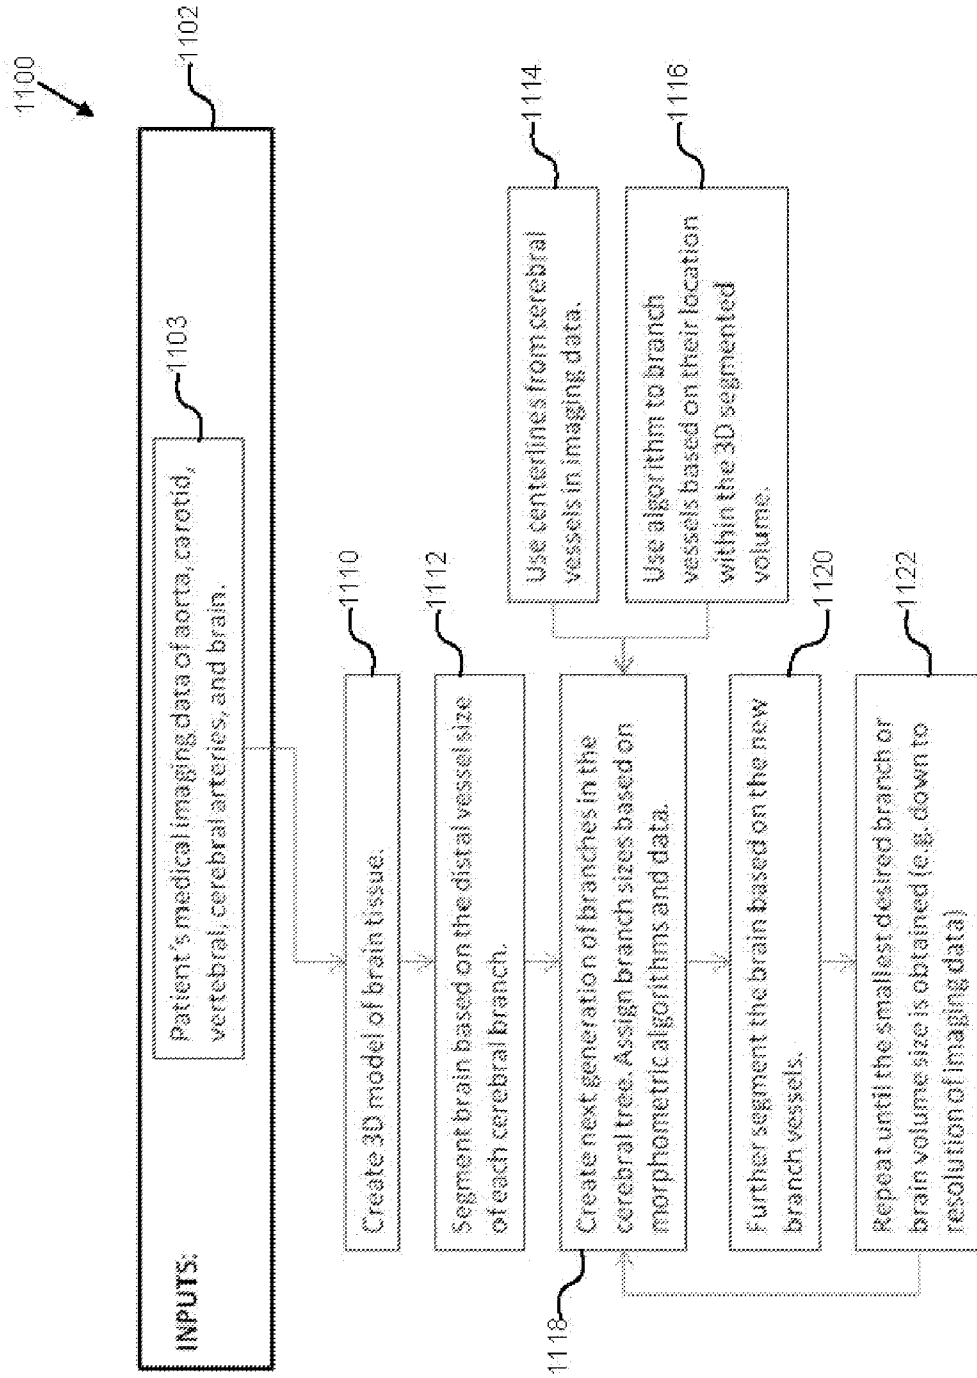 1100
1102
INPUTS:
1103
Patient's medical imaging data of aorta, carotid,
vertebral, cerebral arteries, and brain.
1110
Create 3D model of brain tissue.
1112
Segment brain based on the distal vessel size
of each cerebral branch.
1114
Use centerlines from cerebral
vessels in imaging data.
1116
Use algorithm to branch
vessels based on their location
within the 3D segmented
volume.
1118
Create next generation of branches in the
cerebral tree. Assign branch sizes based on
morphometric algorithms and data.
1120
Further segment the brain based on the new
branch vessels.
1122
Repeat until the smallest desired branch or
brain volume size is obtained (e.g. down to
resolution of imaging data)